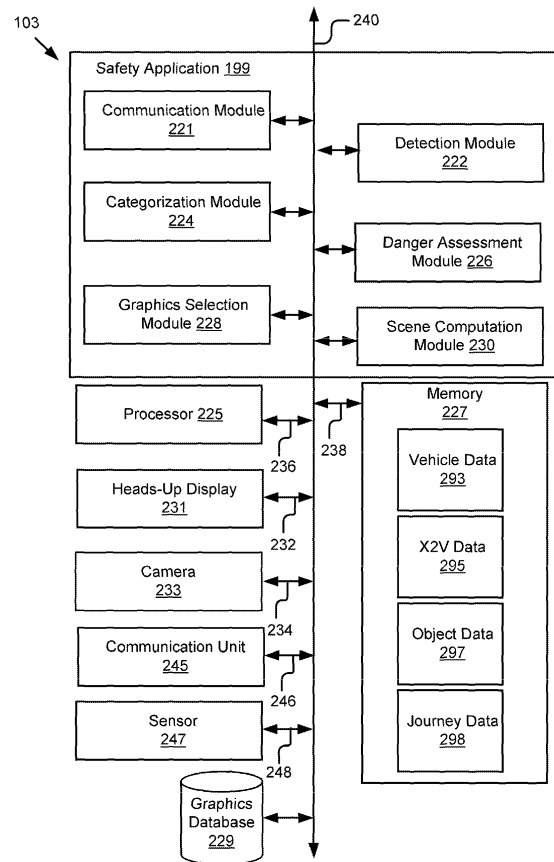 103
240
Safety Application 199
Communication Module
221
Detection Module
222
Categorization Module
224
Danger Assessment
Module 226
Graphics Selection
Module 228
Scene Computation
Module 230
Processor 225
236
238
Memory
227
Heads-Up Display
231
232
Vehicle Data
293
Camera
233
234
X2V Data
295
Communication Unit
245
246
Object Data
297
Sensor
247
248
Journey Data
298
Graphics
Database
229